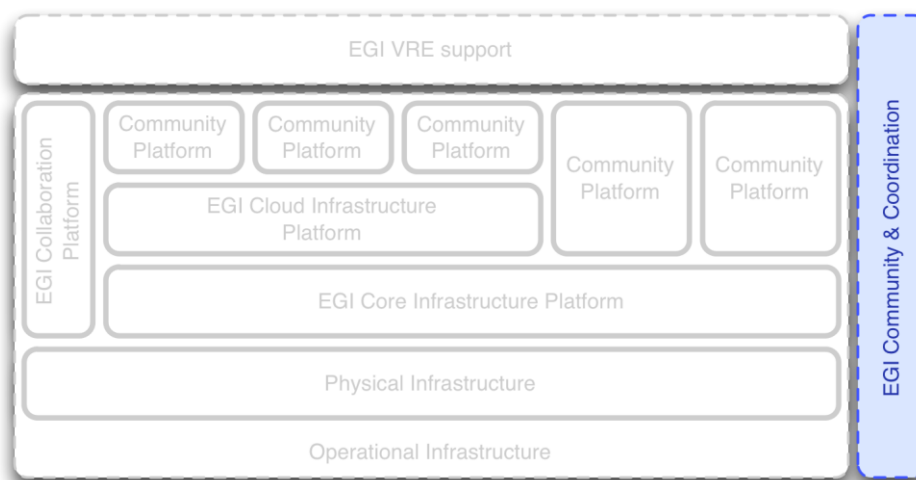 EGI VRE support
EGI Collaboration
Platform
Community
Platform
Community
Platform
Community
Platform
Community
Platform
Community
Platform
EGI Cloud Infrastructure
Platform
EGI Core Infrastructure Platform
Physical Infrastructure
Operational Infrastructure
EGI Community & Coordination